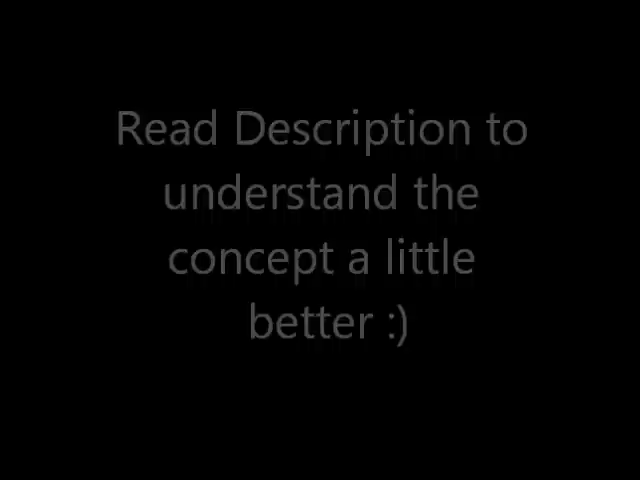 Read Description to
understand the
concept a little
better :)